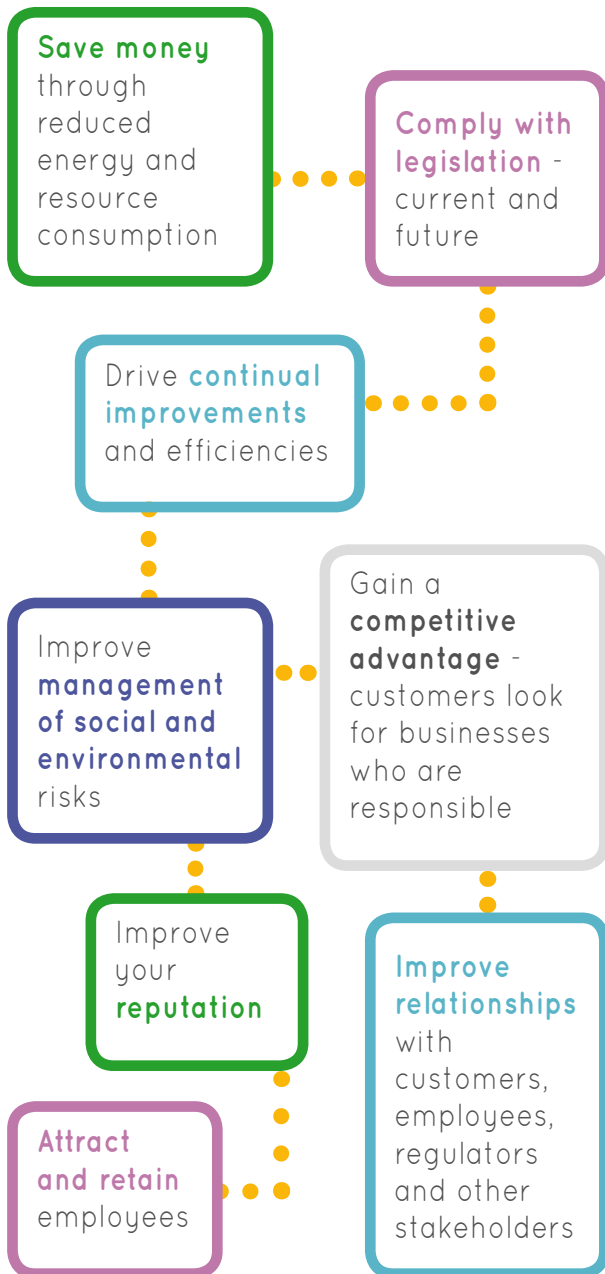 Save money
through
reduced
energy and
resource
consumption
Comply with
legislation -
current and
future
Drive continual
improvements
and efficiencies
Improve
management
of social and
environmental
risks
Gain a
competitive
advantage -
customers look
for businesses
who are
responsible
Improve
your
reputation
Improve
relationships
with
customers,
employees,
regulators
and other
stakeholders
Attract
and retain
employees